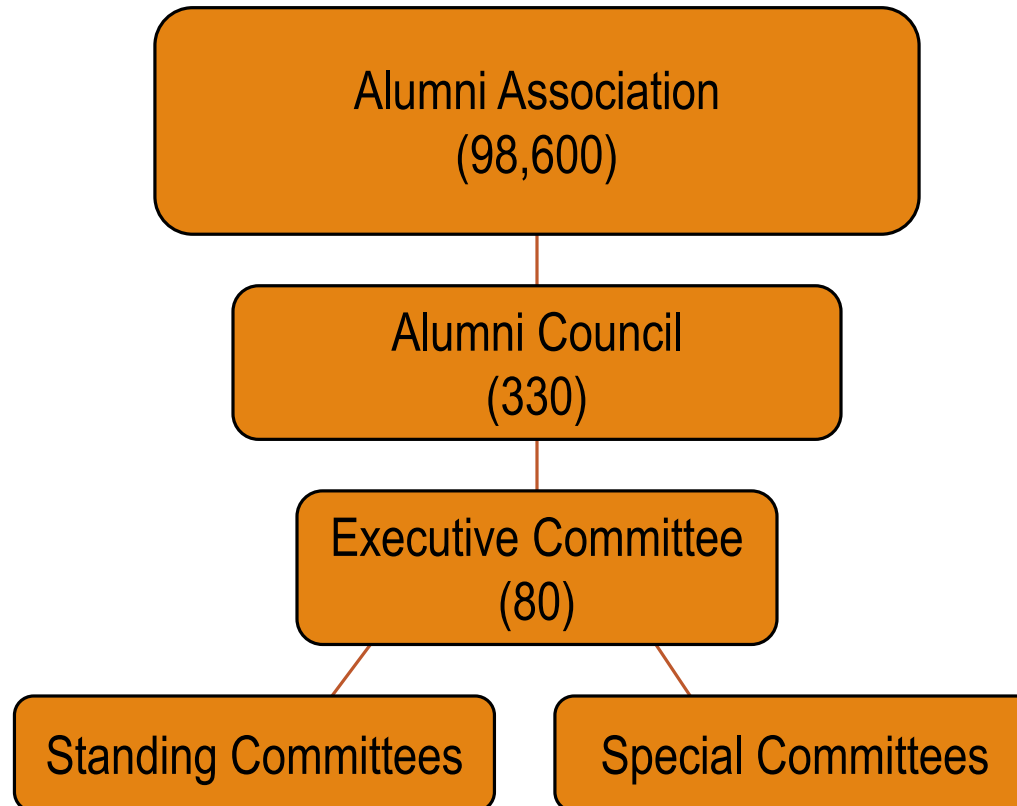 Alumni Association
(98,600)
Alumni Council
(330)
Executive Committee
(80)
Standing Committees
Special Committees